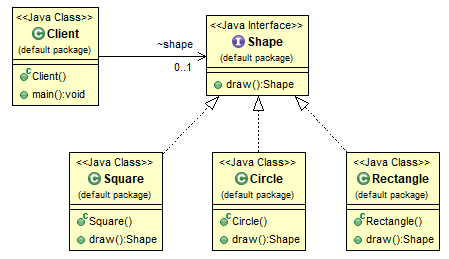 <<Java Class>>
C Client
(default package)
C Client()
main():void
~shape
0..1
<<Java Interface>>
I Shape
(default package)
draw():Shape
<<Java Class>>
C Square
(default package)
C Square()
draw():Shape
<<Java Class>>
C Circle
(default package)
C Circle()
draw():Shape
<<Java Class>>
C Rectangle
(default package)
C Rectangle()
draw():Shape